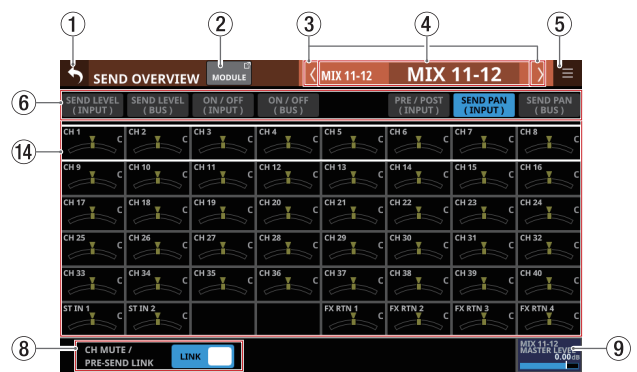 1
2
3
4
5
SEND OVERVIEW
MODULE
MIX 11-12
MIX 11-12
6
SEND LEVEL (INPUT)
SEND LEVEL (BUS)
ON / OFF (INPUT)
ON / OFF (BUS)
PRE / POST (INPUT)
SEND PAN (INPUT)
SEND PAN (BUS)
14
CH 1 C CH 2 C CH 3 C CH 4 C CH 5 C CH 6 C CH 7 C CH 8 C
CH 9 C CH 10 C CH 11 C CH 12 C CH 13 C CH 14 C CH 15 C CH 16 C
CH 17 C CH 18 C CH 19 C CH 20 C CH 21 C CH 22 C CH 23 C CH 24 C
CH 25 C CH 26 C CH 27 C CH 28 C CH 29 C CH 30 C CH 31 C CH 32 C
CH 33 C CH 34 C CH 35 C CH 36 C CH 37 C CH 38 C CH 39 C CH 40 C
ST IN 1 C ST IN 2 C FX RTN 1 C FX RTN 2 C FX RTN 3 C FX RTN 4 C
8
CH MUTE /
PRE-SEND LINK
LINK
MIX 11-12
MASTER LEVEL
0.00dB
9